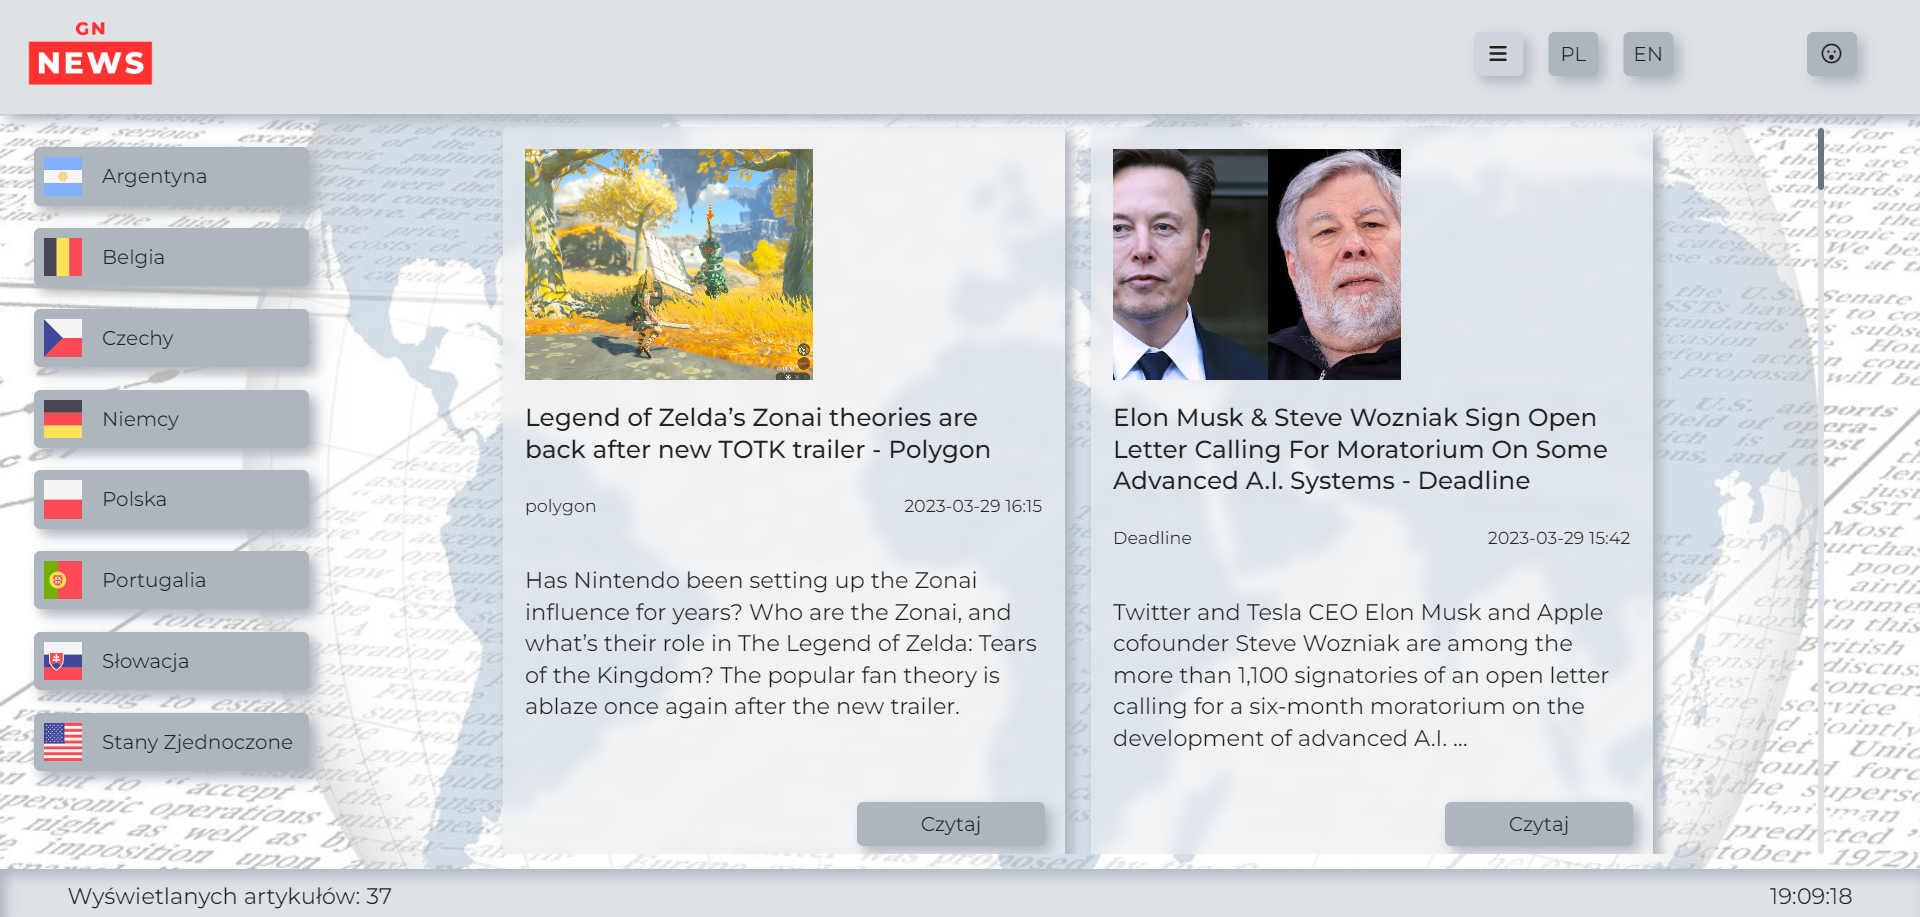 GN
NEWS
PL
EN
Argentyna
Belgia
Czechy
Niemcy
Polska
Portugalia
Słowacja
Stany Zjednoczone
Legend of Zelda’s Zonai theories are
back after new TOTK trailer - Polygon
polygon
2023-03-29 16:15
Has Nintendo been setting up the Zonai
influence for years? Who are the Zonai, and
what’s their role in The Legend of Zelda: Tears
of the Kingdom? The popular fan theory is
ablaze once again after the new trailer.
Czytaj
Elon Musk & Steve Wozniak Sign Open
Letter Calling For Moratorium On Some
Advanced A.I. Systems - Deadline
Deadline
2023-03-29 15:42
Twitter and Tesla CEO Elon Musk and Apple
cofounder Steve Wozniak are among the
more than 1,100 signatories of an open letter
calling for a six-month moratorium on the
development of advanced A.I. …
Czytaj
Wyświetlanych artykułów: 37
19:09:18